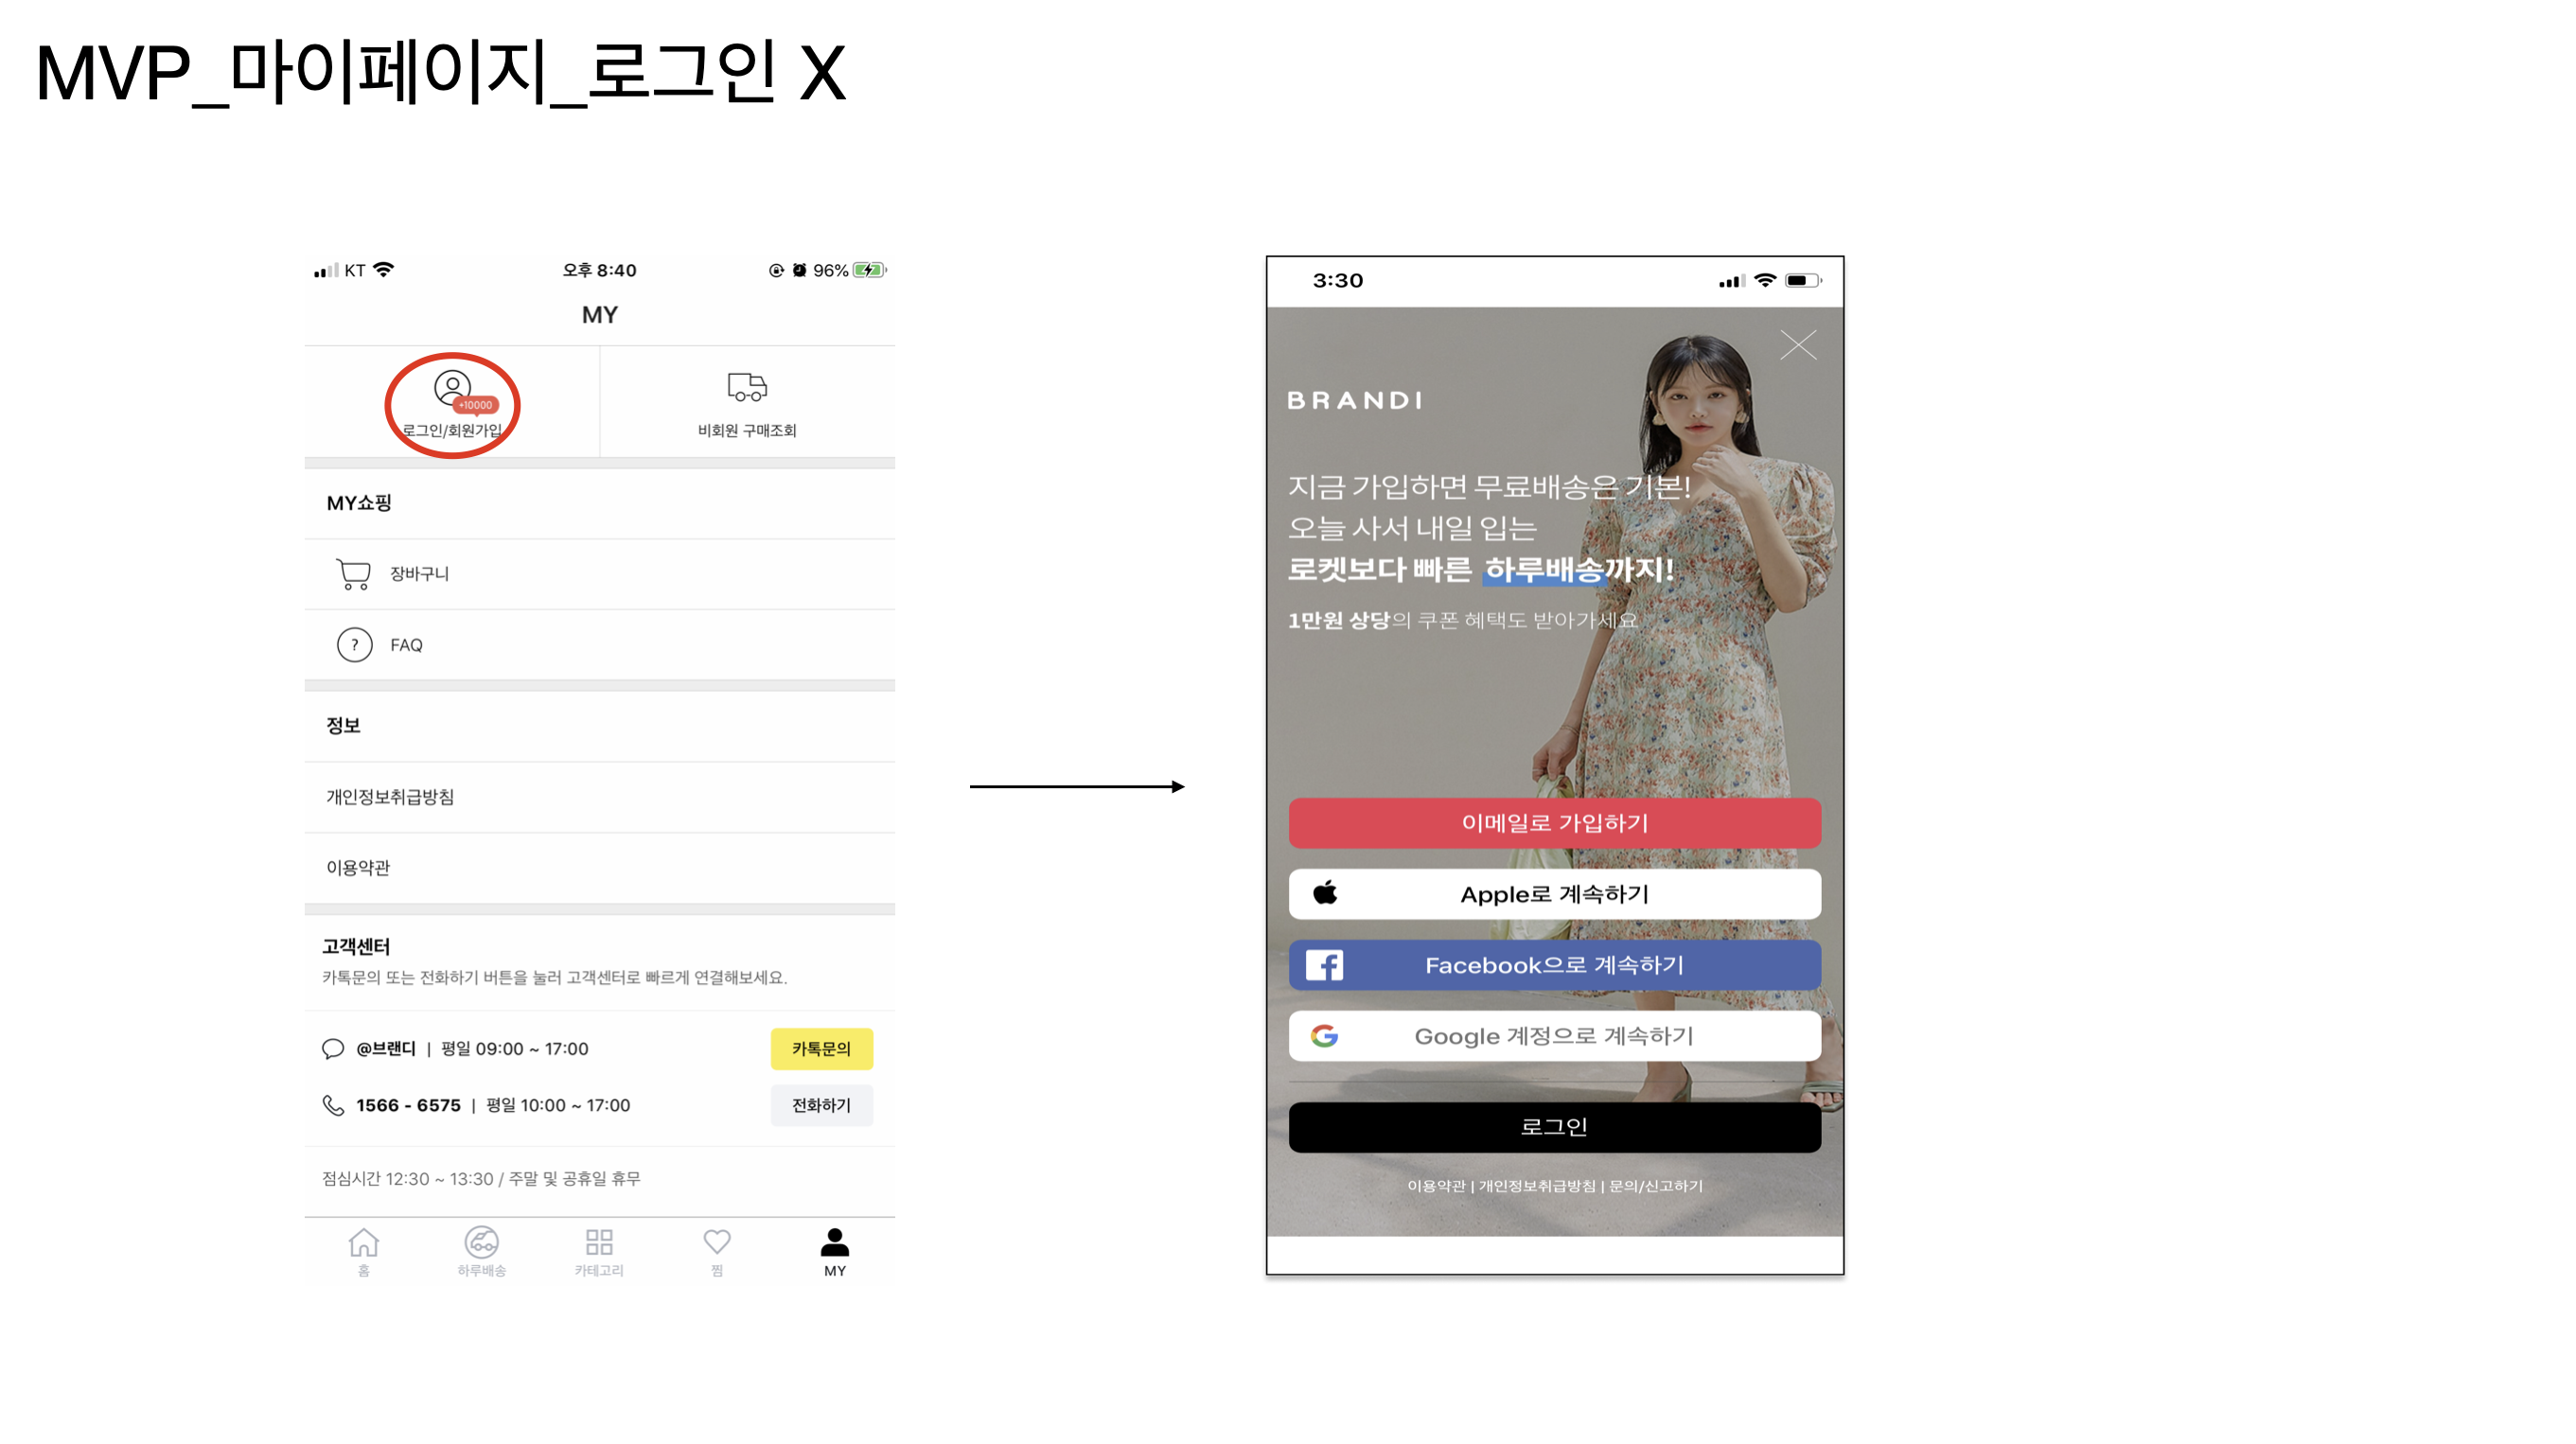 MVP_마이페이지_로그인 X
KT 오후 8:40 96%
MY
+10000
로그인/회원가입
비회원 구매조회
MY쇼핑
장바구니
? FAQ
정보
개인정보취급방침
이용약관
고객센터
카톡문의 또는 전화하기 버튼을 눌러 고객센터로 빠르게 연결해보세요.
@브랜디 | 평일 09:00 ~ 17:00 카톡문의
1566 - 6575 | 평일 10:00 ~ 17:00 전화하기
점심시간 12:30 ~ 13:30 / 주말 및 공휴일 휴무
홈 하루배송 카테고리 찜 MY
3:30
BRANDI
지금 가입하면 무료배송은 기본!
오늘 사서 내일 입는
로켓보다 빠른 하루배송까지!
1만원 상당의 쿠폰 혜택도 받아가세요
이메일로 가입하기
Apple로 계속하기
Facebook으로 계속하기
Google 계정으로 계속하기
로그인
이용약관 | 개인정보취급방침 | 문의/신고하기